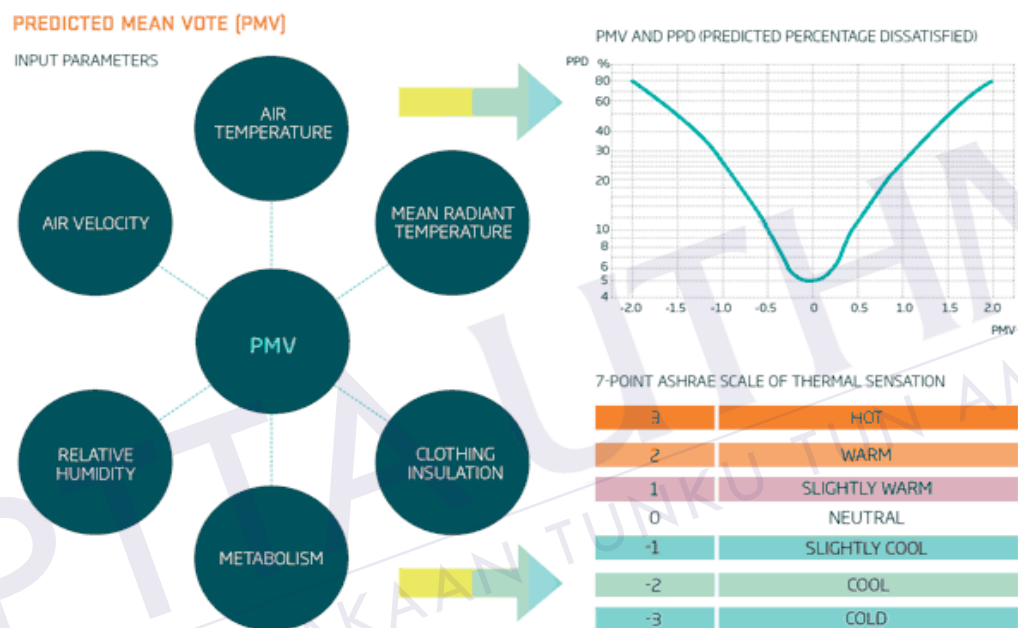 PREDICTED MEAN VOTE (PMV)
INPUT PARAMETERS
AIR
TEMPERATURE
AIR VELOCITY
MEAN RADIANT
TEMPERATURE
PMV
RELATIVE
HUMIDITY
CLOTHING
INSULATION
METABOLISM
PMV AND PPD (PREDICTED PERCENTAGE DISSATISFIED)
PPD %
80
60
40
30
20
10
8
6
5
4
-2.0 -1.5 -1.0 -0.5 0 0.5 1.0 1.5 2.0
PMV
7-POINT ASHRAE SCALE OF THERMAL SENSATION
3 HOT
2 WARM
1 SLIGHTLY WARM
0 NEUTRAL
-1 SLIGHTLY COOL
-2 COOL
-3 COLD
PTTAUTHM
TUNKU TUN